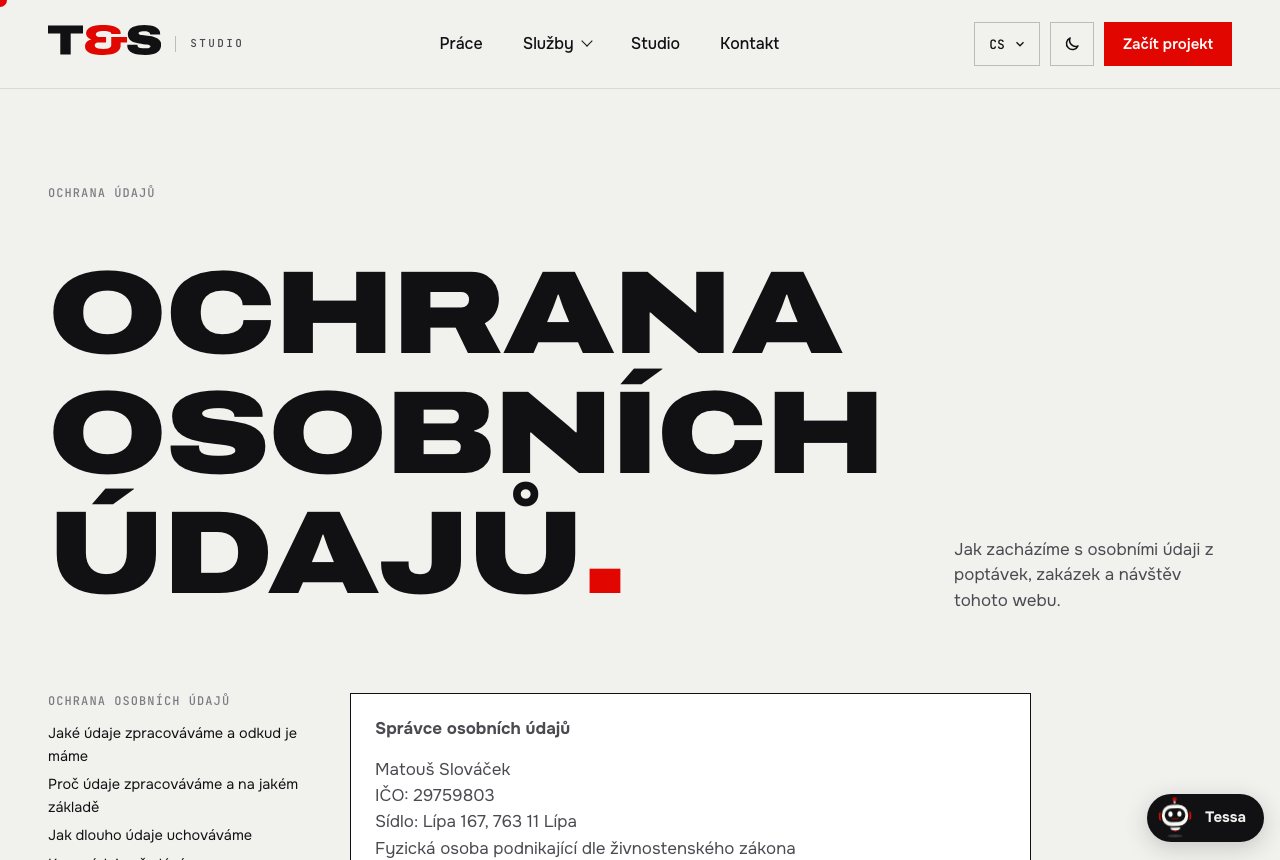 T&S STUDIO
Práce
Služby
Studio
Kontakt
CS
Začít projekt
OCHRANA ÚDAJŮ
OCHRANA
OSOBNÍCH
ÚDAJŮ.
Jak zacházíme s osobními údaji z
poptávek, zakázek a návštěv
tohoto webu.
OCHRANA OSOBNÍCH ÚDAJŮ
Jaké údaje zpracováváme a odkud je
máme
Proč údaje zpracováváme a na jakém
základě
Jak dlouho údaje uchováváme
Správce osobních údajů
Matouš Slováček
IČO: 29759803
Sídlo: Lípa 167, 763 11 Lípa
Fyzická osoba podnikající dle živnostenského zákona
Tessa